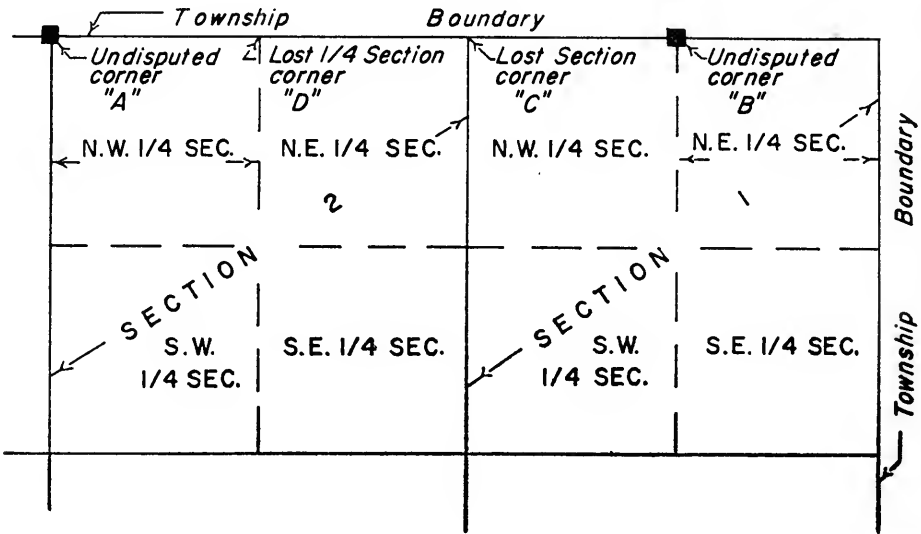 Township Boundary
Undisputed corner "A"
Lost 1/4 Section corner "D"
Lost Section corner "C"
Undisputed corner "B"
N.W. 1/4 SEC.
N.E. 1/4 SEC.
N.W. 1/4 SEC.
N.E. 1/4 SEC.
2
1
SECTION
SECTION
S.W. 1/4 SEC.
S.E. 1/4 SEC.
S.W. 1/4 SEC.
S.E. 1/4 SEC.
Township Boundary